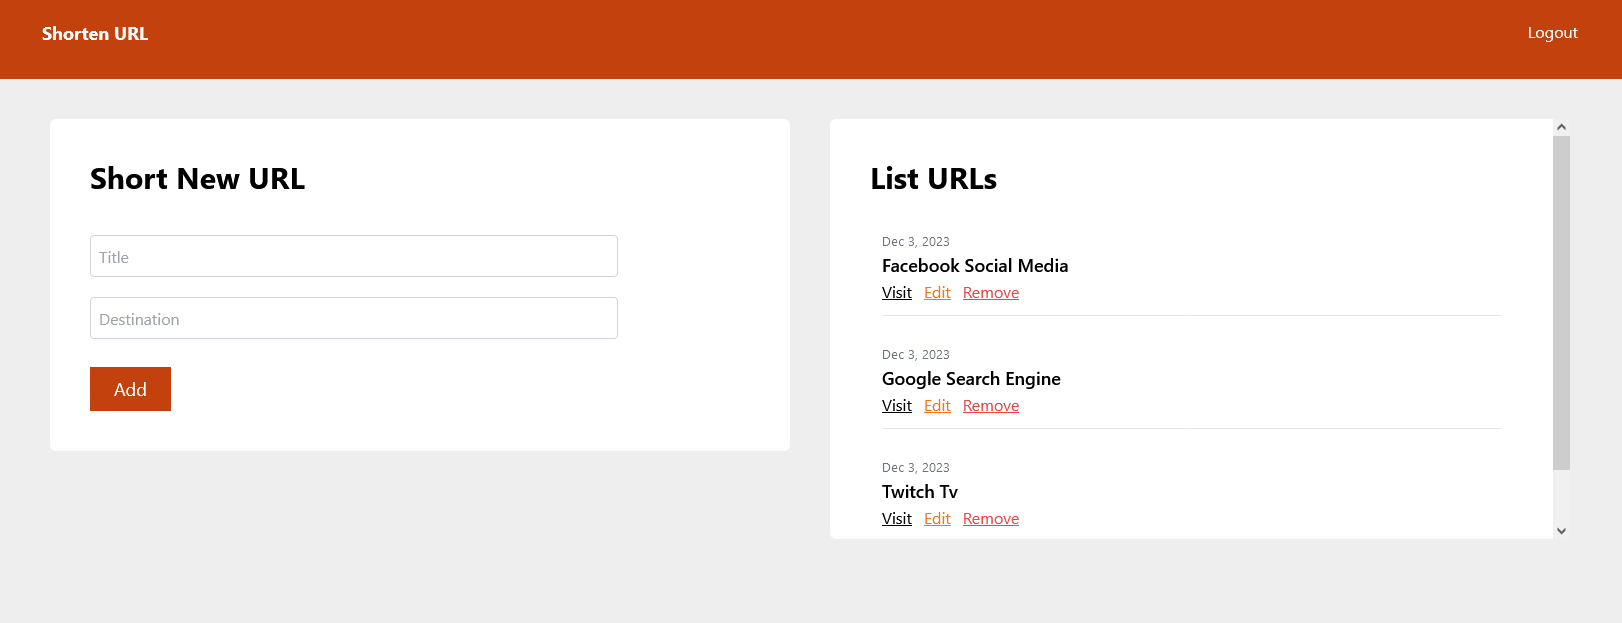 Shorten URL
Logout
Short New URL
Title
Destination
Add
List URLs
Dec 3, 2023
Facebook Social Media
Visit Edit Remove
Dec 3, 2023
Google Search Engine
Visit Edit Remove
Dec 3, 2023
Twitch Tv
Visit Edit Remove